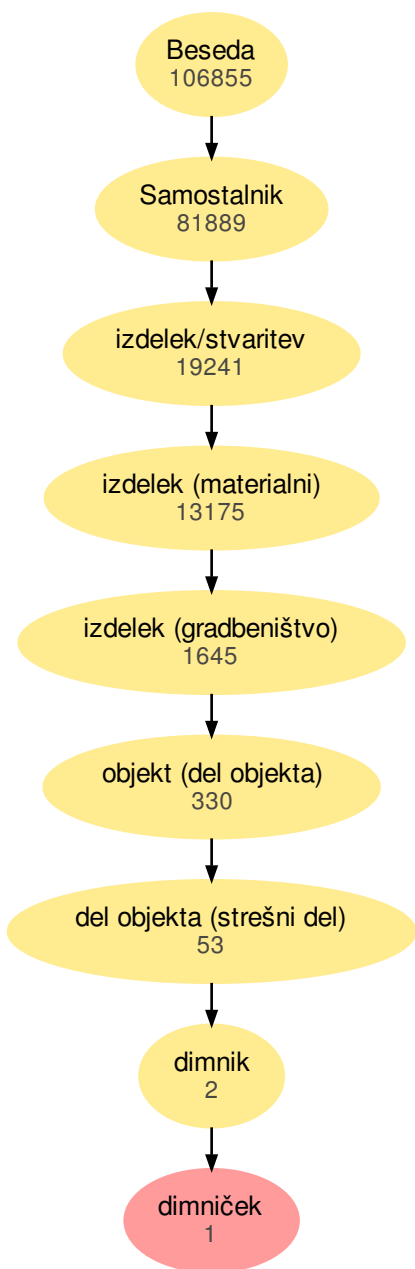 Beseda
106855
Samostalnik
81889
izdelek/stvaritev
19241
izdelek (materialni)
13175
izdelek (gradbeništvo)
1645
objekt (del objekta)
330
del objekta (strešni del)
53
dimnik
2
dimniček
1